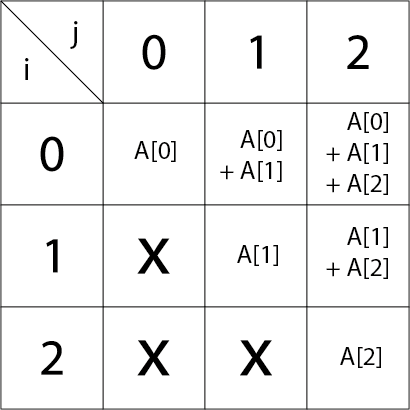 j
i
0 1 2
0 A[0] A[0] A[0]
+ A[1] + A[1]
+ A[2]
1 X A[1] A[1]
+ A[2]
2 X X A[2]